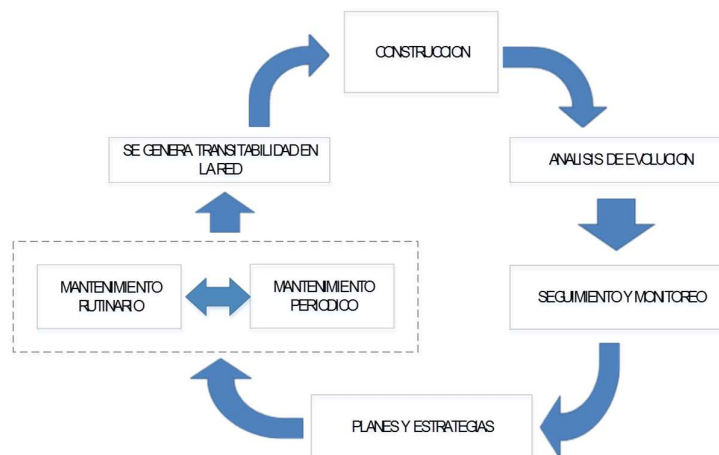 CONSTRUCCION
SE GENERA TRANSITABILIDAD EN
LA RED
ANALISIS DE EVOLUCION
MANTENIMIENTO
RUTINARIO
MANTENIMIENTO
PERIODICO
SEGUIMIENTO Y MONITOREO
PLANES Y ESTRATEGIAS